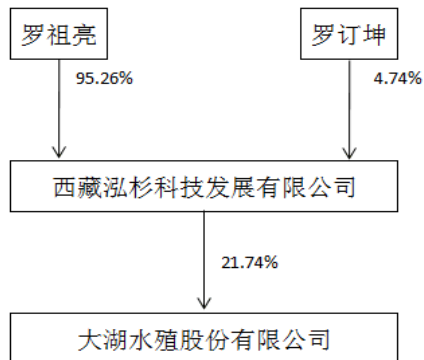 罗祖亮
罗订坤
95.26%
4.74%
西藏泓杉科技发展有限公司
21.74%
大湖水殖股份有限公司